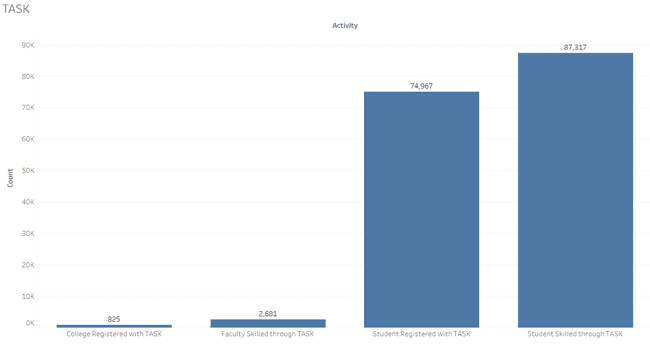 TASK
Activity
90K
80K
70K
60K
50K
40K
30K
20K
10K
0K
Count
825
2,681
74,967
87,317
College Registered with TASK
Faculty Skilled through TASK
Student Registered with TASK
Student Skilled through TASK